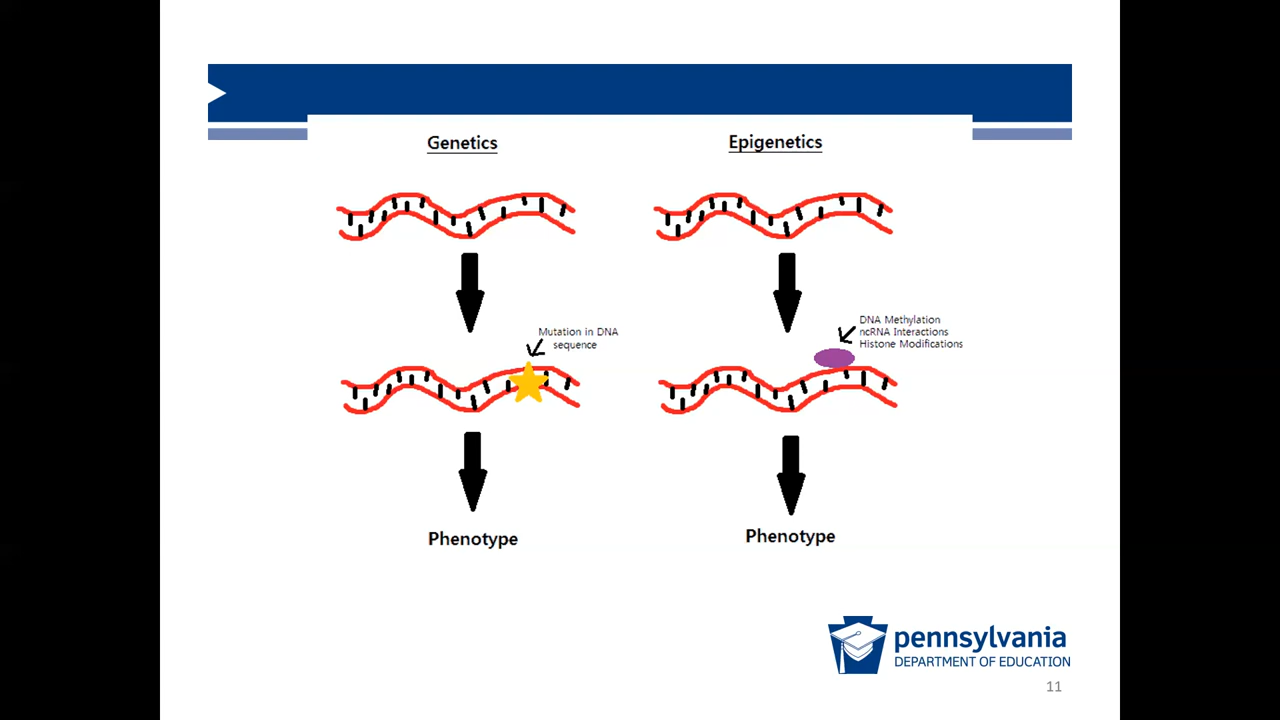 Genetics
Epigenetics
Mutation in DNA
sequence
DNA Methylation
ncRNA Interactions
Histone Modifications
Phenotype
Phenotype
pennsylvania
DEPARTMENT OF EDUCATION
11